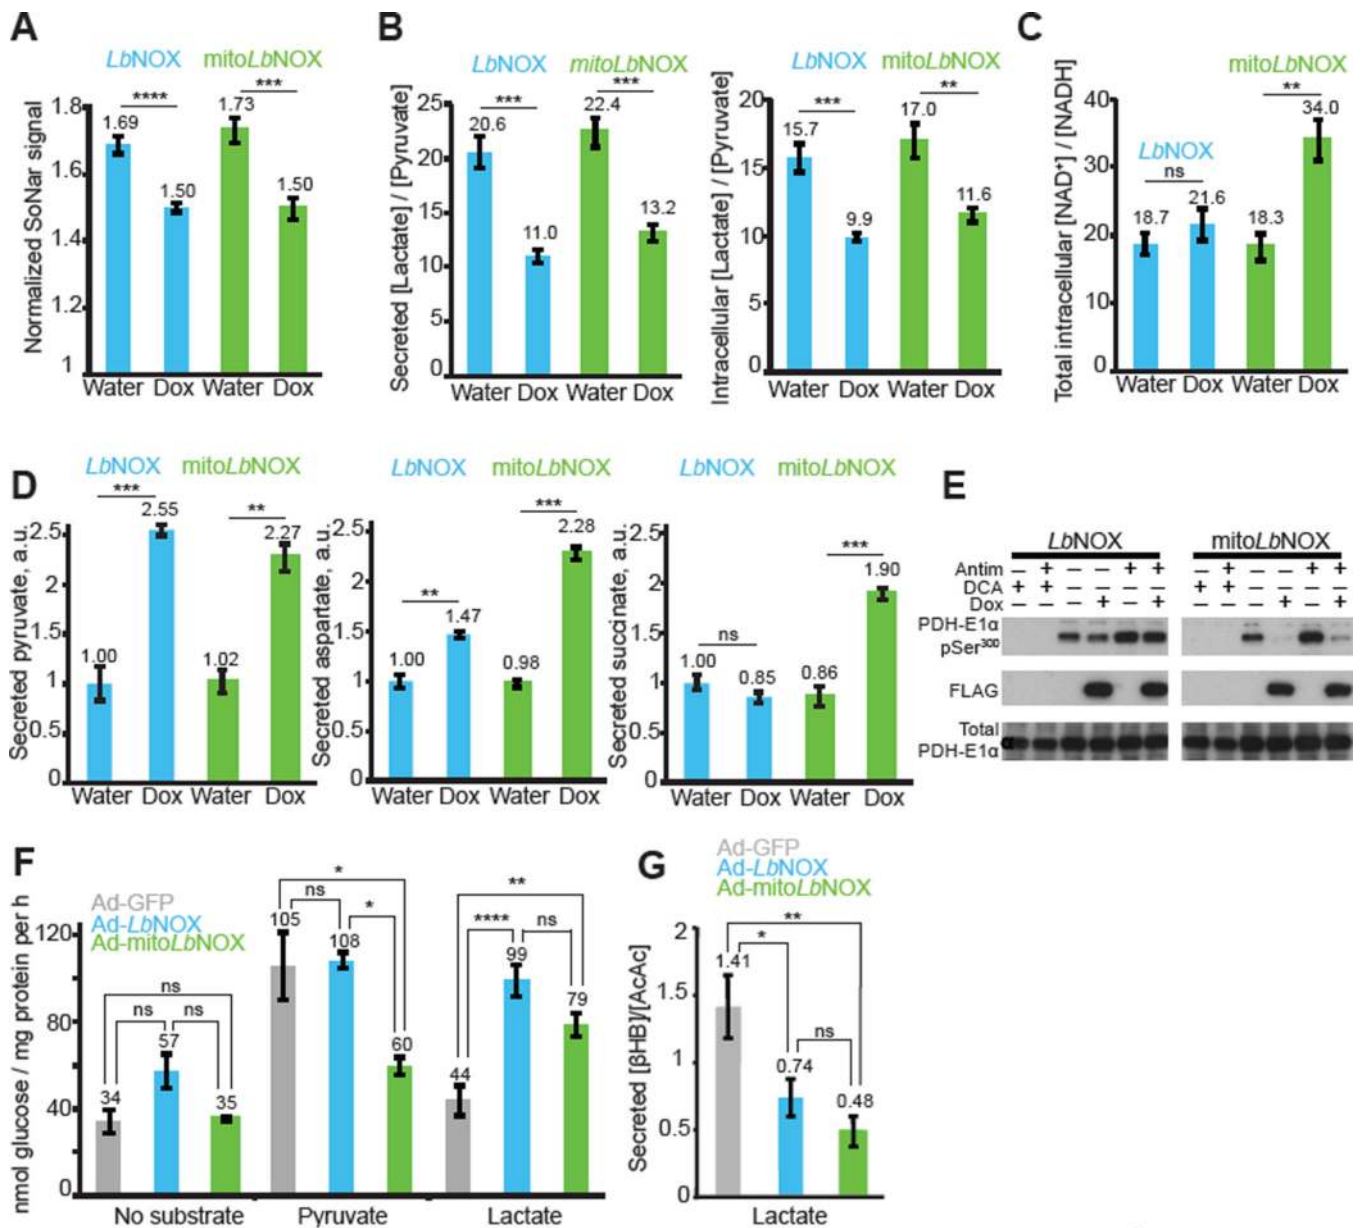 A
LbNOX mitoLbNOX
**** ***
Normalized SoNar signal
1.8
1.6
1.4
1.2
1
1.69 1.50 1.73 1.50
Water Dox Water Dox
B
LbNOX mitoLbNOX
*** ***
Secreted [Lactate] / [Pyruvate]
25
20
15
10
5
0
20.6 11.0 22.4 13.2
Water Dox Water Dox
LbNOX mitoLbNOX
*** **
Intracellular [Lactate] / [Pyruvate]
20
15
10
5
0
15.7 9.9 17.0 11.6
Water Dox Water Dox
C
mitoLbNOX
**
LbNOX
ns
Total intracellular [NAD⁺] / [NADH]
40
30
20
10
0
18.7 21.6 18.3 34.0
Water Dox Water Dox
D
LbNOX mitoLbNOX
*** **
Secreted pyruvate, a.u.
2.5
2
1.5
1
0.5
0
1.00 2.55 1.02 2.27
Water Dox Water Dox
LbNOX mitoLbNOX
** ***
Secreted aspartate, a.u.
2.5
2
1.5
1
0.5
0
1.00 1.47 0.98 2.28
Water Dox Water Dox
LbNOX mitoLbNOX
ns ***
Secreted succinate, a.u.
2.5
2
1.5
1
0.5
0
1.00 0.85 0.86 1.90
Water Dox Water Dox
E
LbNOX mitoLbNOX
Antim – + – – + + – + – – + +
DCA + + – – – – + + – – – –
Dox – – – + – + – – – + – +
PDH-E1α
pSer³⁰⁰
FLAG
Total
PDH-E1α
F
Ad-GFP
Ad-LbNOX
Ad-mitoLbNOX
nmol glucose / mg protein per h
120
80
40
0
ns
ns ns
34 57 35
*
ns *
105 108 60
**
**** ns
44 99 79
No substrate Pyruvate Lactate
G
Ad-GFP
Ad-LbNOX
Ad-mitoLbNOX
**
*
ns
Secreted [βHB]/[AcAc]
2
1.5
1
0.5
0
1.41 0.74 0.48
Lactate